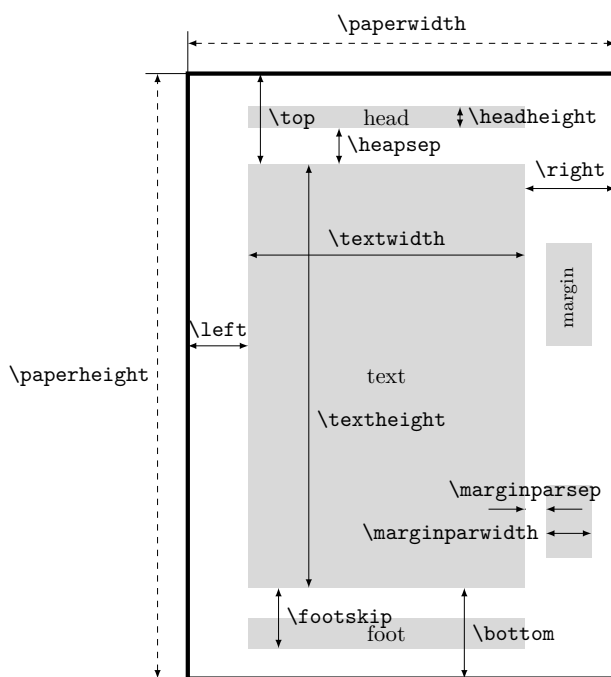 \paperwidth
\top
head
\headheight
\heapsep
\right
\textwidth
margin
\left
\paperheight
text
\textheight
\marginparsep
\marginparwidth
\footskip
foot
\bottom